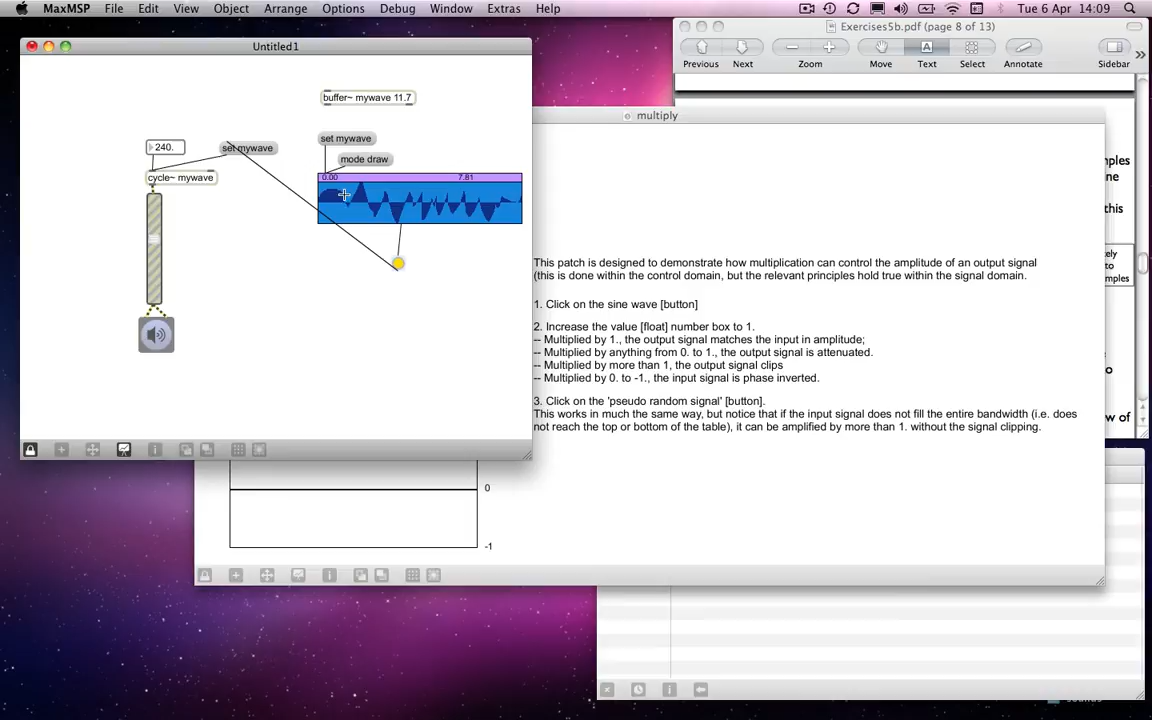 MaxMSP File Edit View Object Arrange Options Debug Window Extras Help Tue 6 Apr 14:09
Exercises5b.pdf (page 8 of 13)
Previous Next Zoom Move Text Select Annotate Sidebar
Untitled1
buffer~ mywave 11.7
set mywave
mode draw
240.
set mywave
cycle~ mywave
0.00 7.81
multiply
This patch is designed to demonstrate how multiplication can control the amplitude of an output signal
(this is done within the control domain, but the relevant principles hold true within the signal domain.
1. Click on the sine wave [button]
2. Increase the value [float] number box to 1.
-- Multiplied by 1., the output signal matches the input in amplitude;
-- Multiplied by anything from 0. to 1., the output signal is attenuated.
-- Multiplied by more than 1, the output signal clips
-- Multiplied by 0. to -1., the input signal is phase inverted.
3. Click on the 'pseudo random signal' [button].
This works in much the same way, but notice that if the input signal does not fill the entire bandwidth (i.e. does
not reach the top or bottom of the table), it can be amplified by more than 1. without the signal clipping.
0
-1
this
to
w of